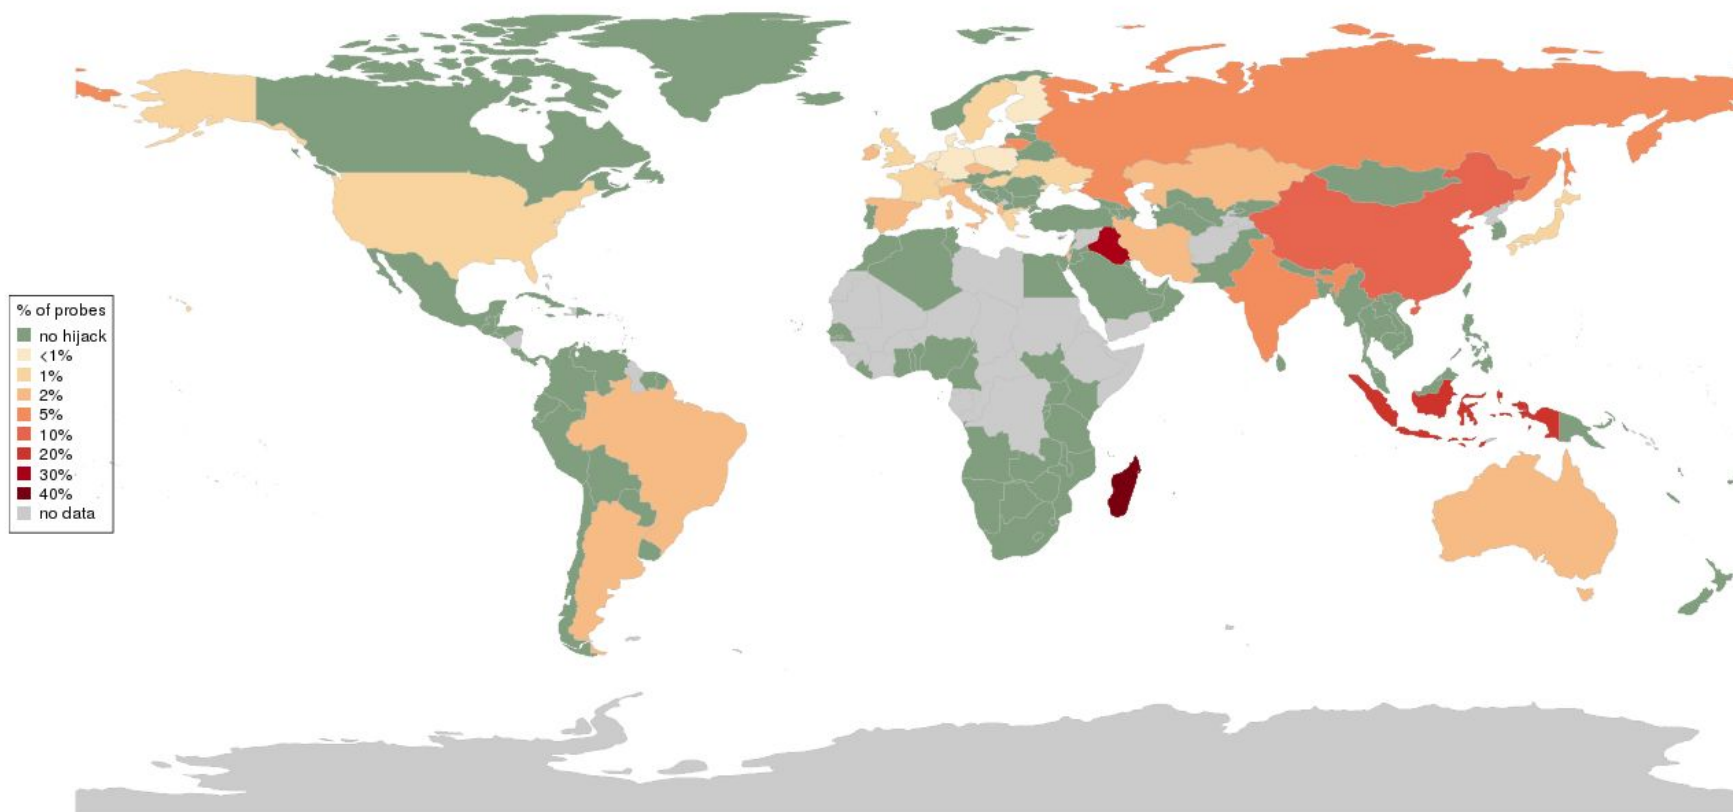 % of probes
no hijack
<1%
1%
2%
5%
10%
20%
30%
40%
no data